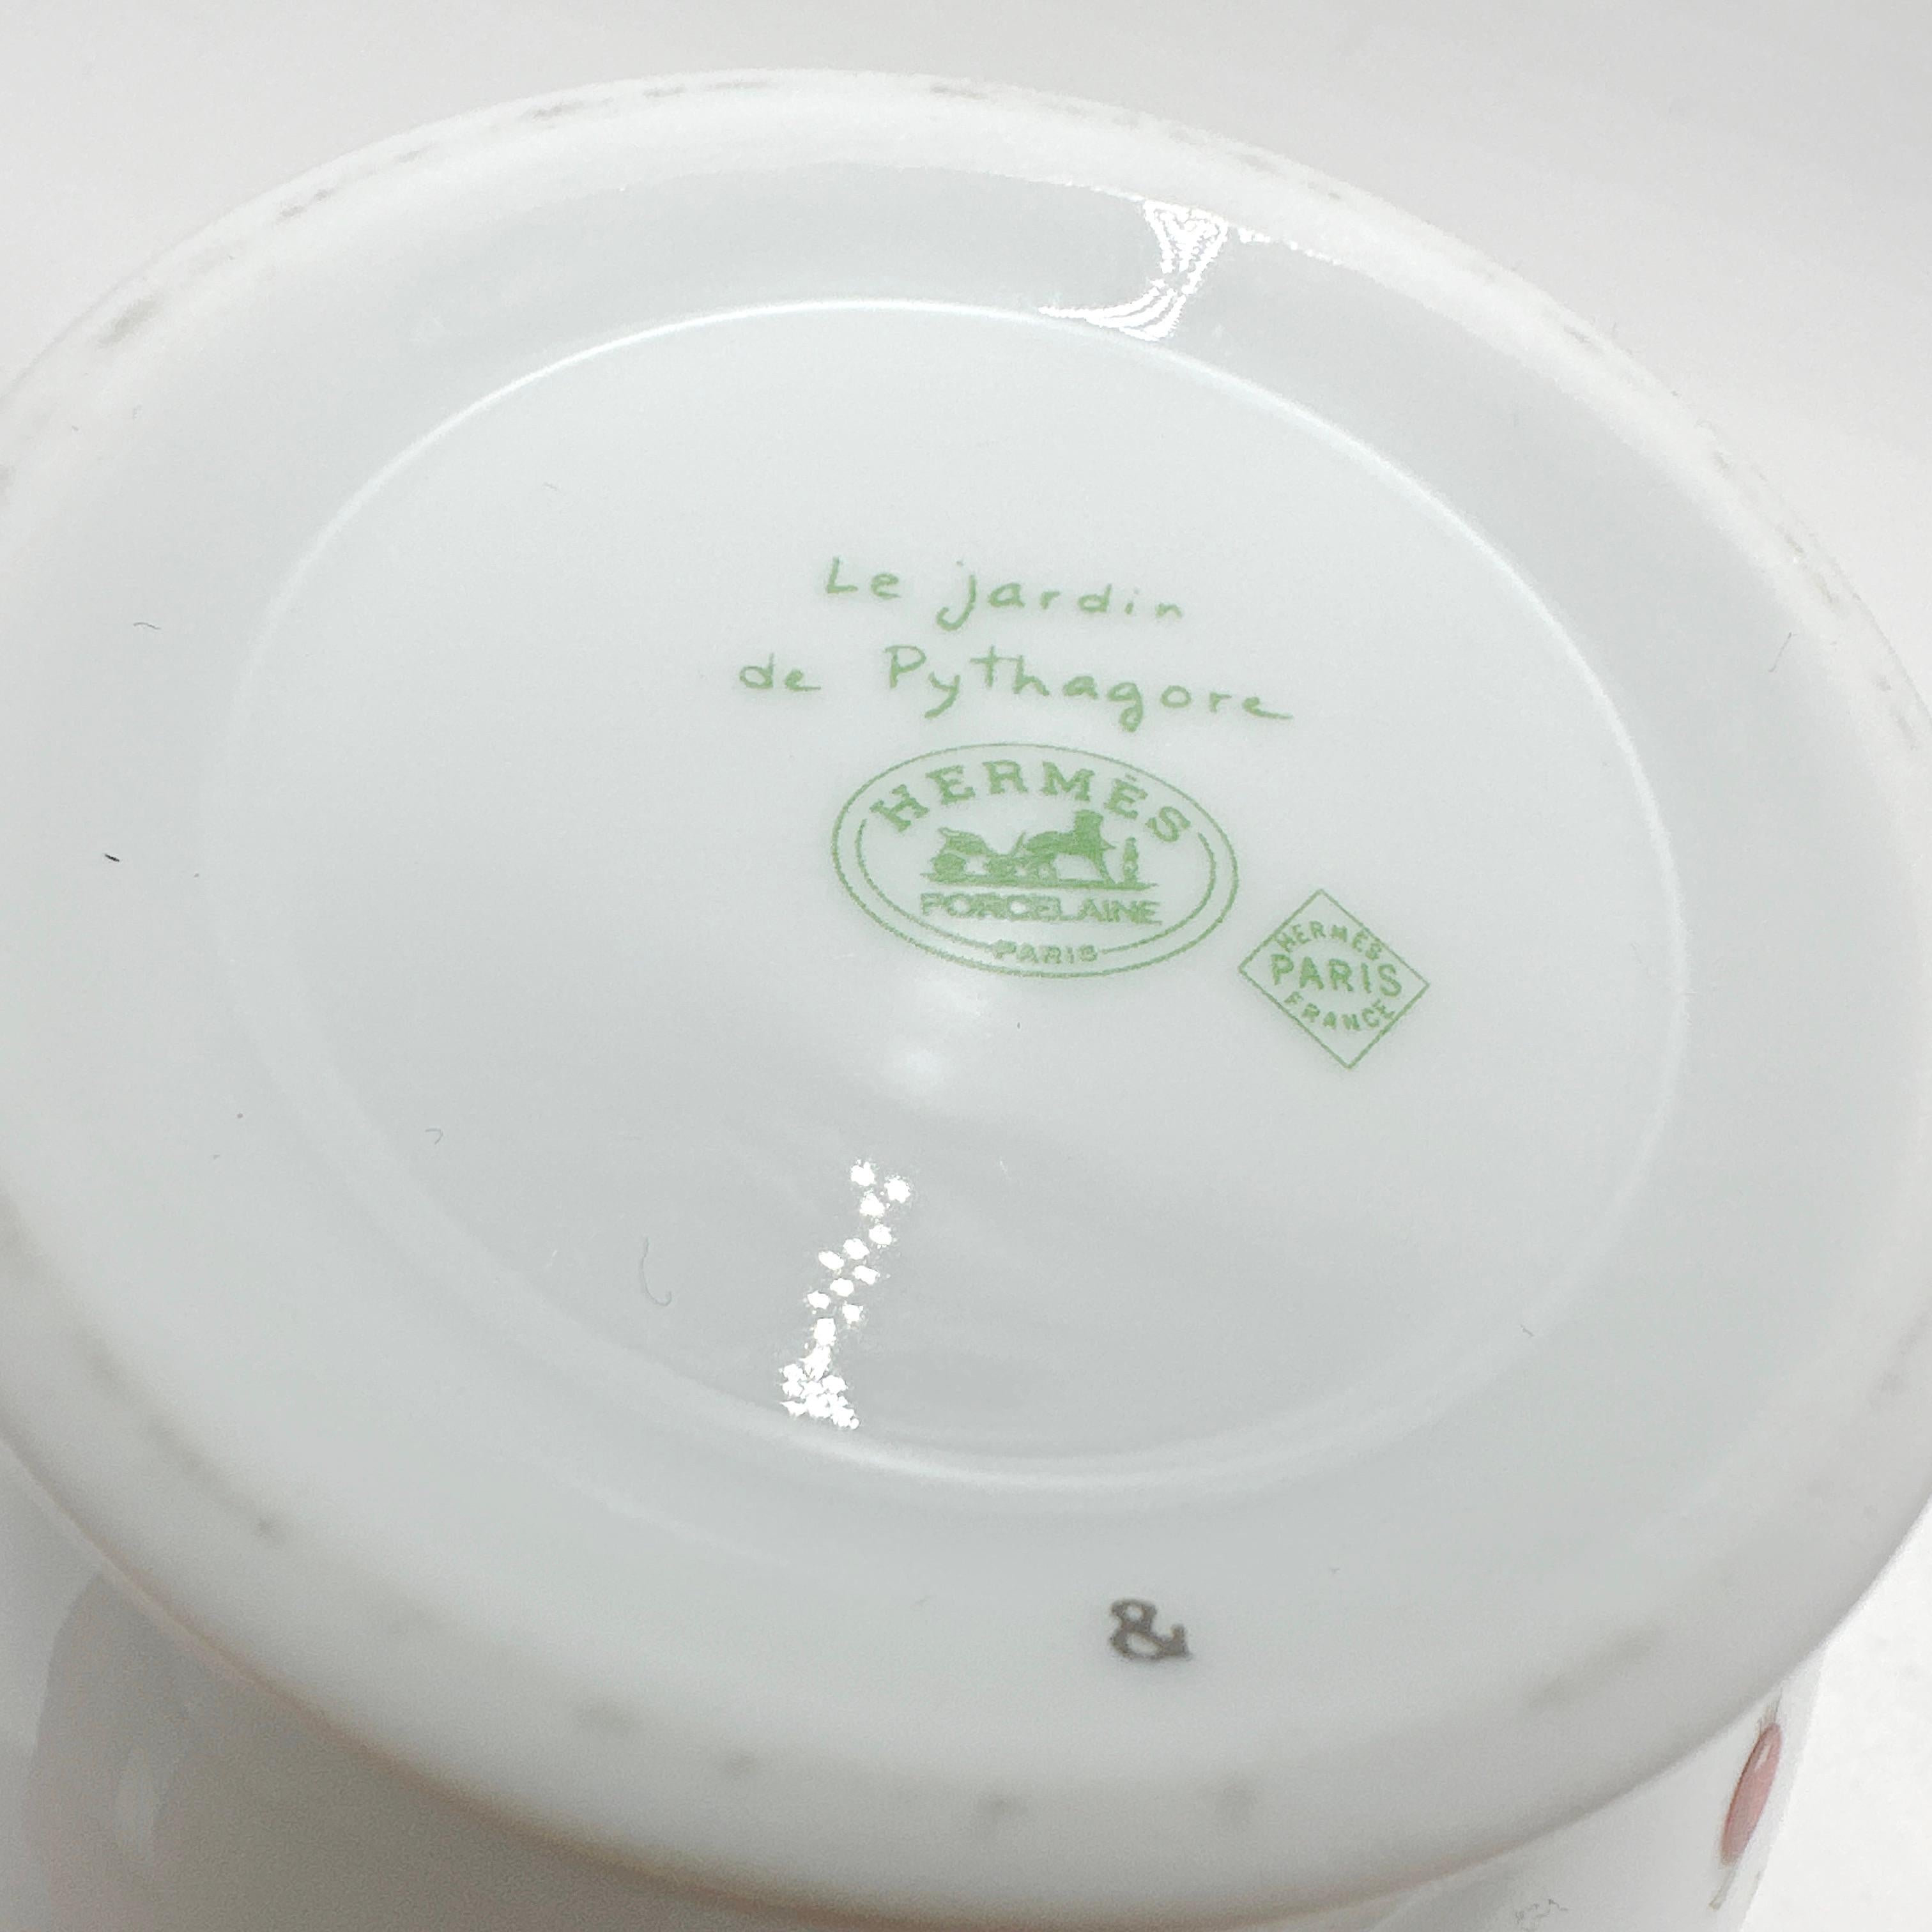 Le jardin
de Pythagore
HERMÈS
PORCELAINE
PARIS
HERMÈS
PARIS
FRANCE
&